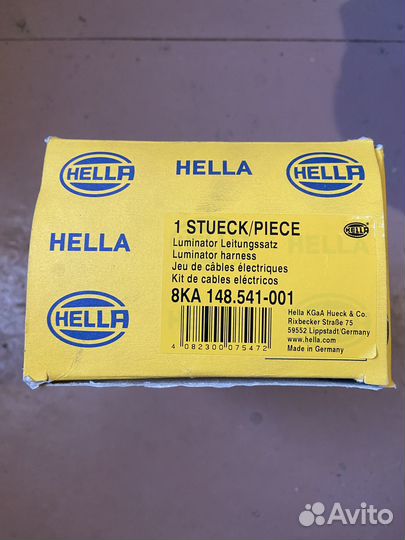 HELLA
HELLA
HELLA
HELLA
HELLA
1 STUECK/PIECE
Luminator Leitungssatz
Luminator harness
Jeu de câbles électriques
Kit de cables eléctricos
8KA 148.541-001
HELLA
Hella KGaA Hueck & Co.
Rixbecker Straße 75
59552 Lippstadt/Germany
www.hella.com
Made in Germany
4 082300 075472
HELLA
Avito